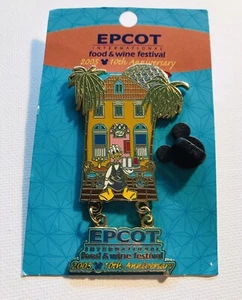 EPCOT
INTERNATIONAL
food & wine festival
2005 10th Anniversary
EPCOT
INTERNATIONAL
food & wine festival
2005 10th Anniversary